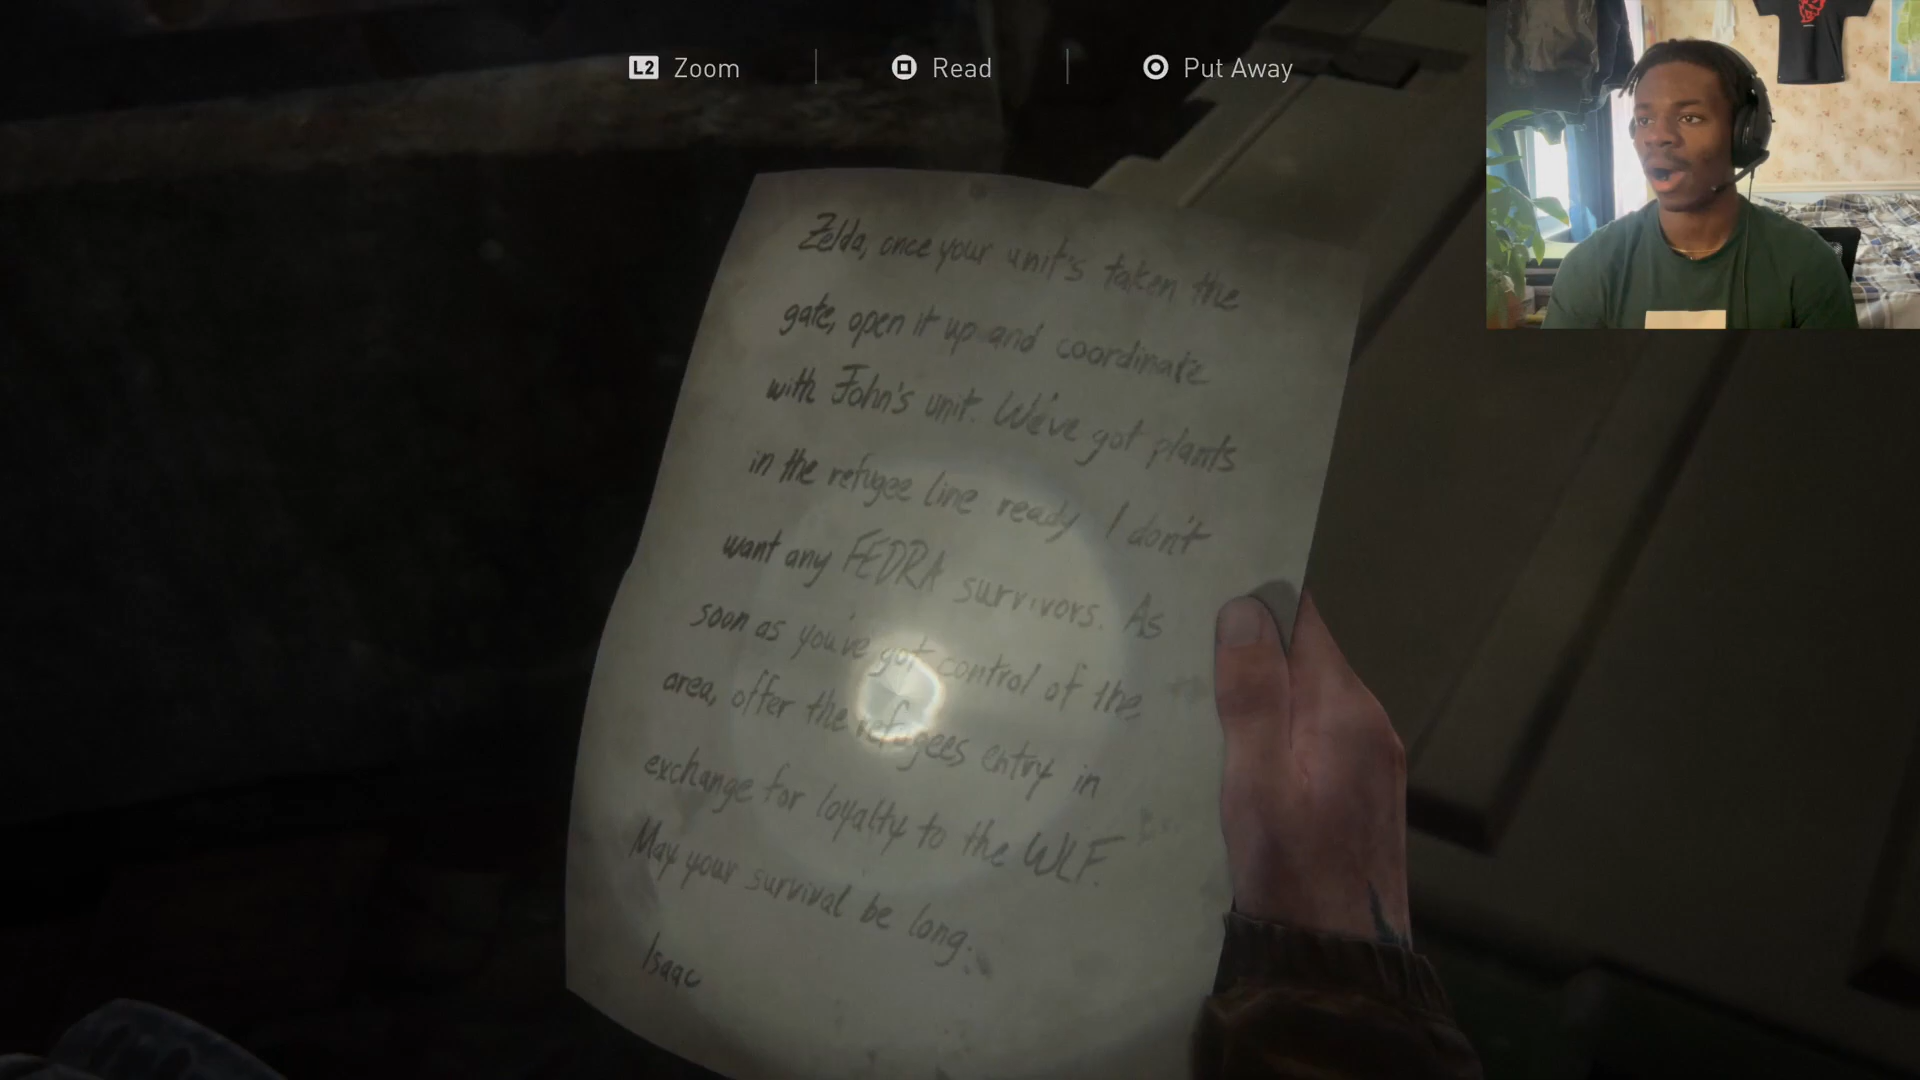 L2 Zoom Read Put Away
Zelda, once your unit's taken the
gate, open it up and coordinate
with John's unit. We've got plants
in the refugee line ready I don't
want any FEDRA survivors. As
soon as you've got control of the
area, offer the refugees entry in
exchange for loyalty to the WLF.
May your survival be long.
Isaac